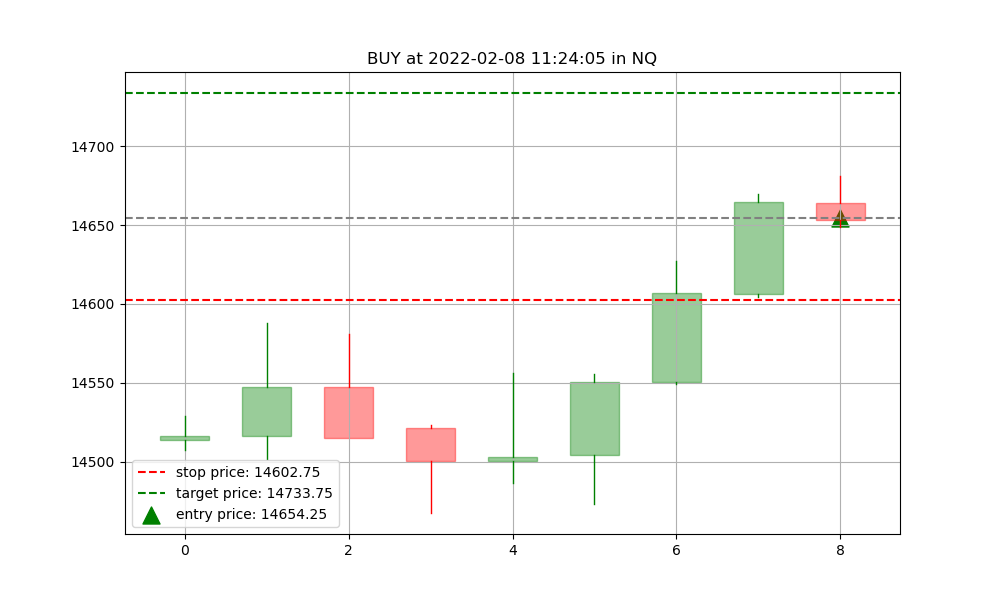 BUY at 2022-02-08 11:24:05 in NQ
14700
14650
14600
14550
14500
stop price: 14602.75
target price: 14733.75
entry price: 14654.25
0 2 4 6 8